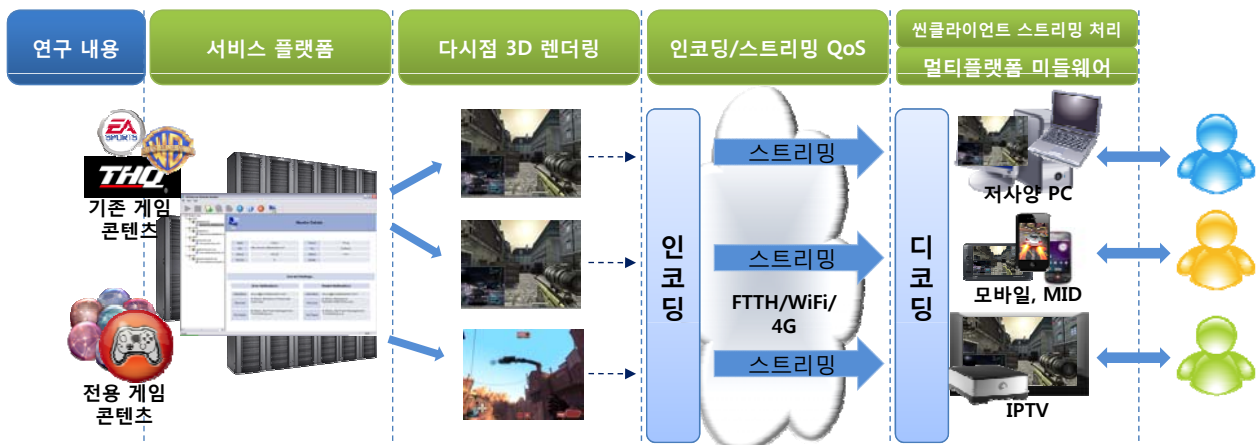 연구 내용
서비스 플랫폼
다시점 3D 렌더링
인코딩/스트리밍 QoS
씬클라이언트 스트리밍 처리
멀티플랫폼 미들웨어
EA
SPORTS
WB
THQ
기존 게임
콘텐츠
전용 게임
콘텐츠
인코딩
스트리밍
스트리밍
FTTH/WiFi/
4G
스트리밍
디코딩
저사양 PC
모바일, MID
IPTV